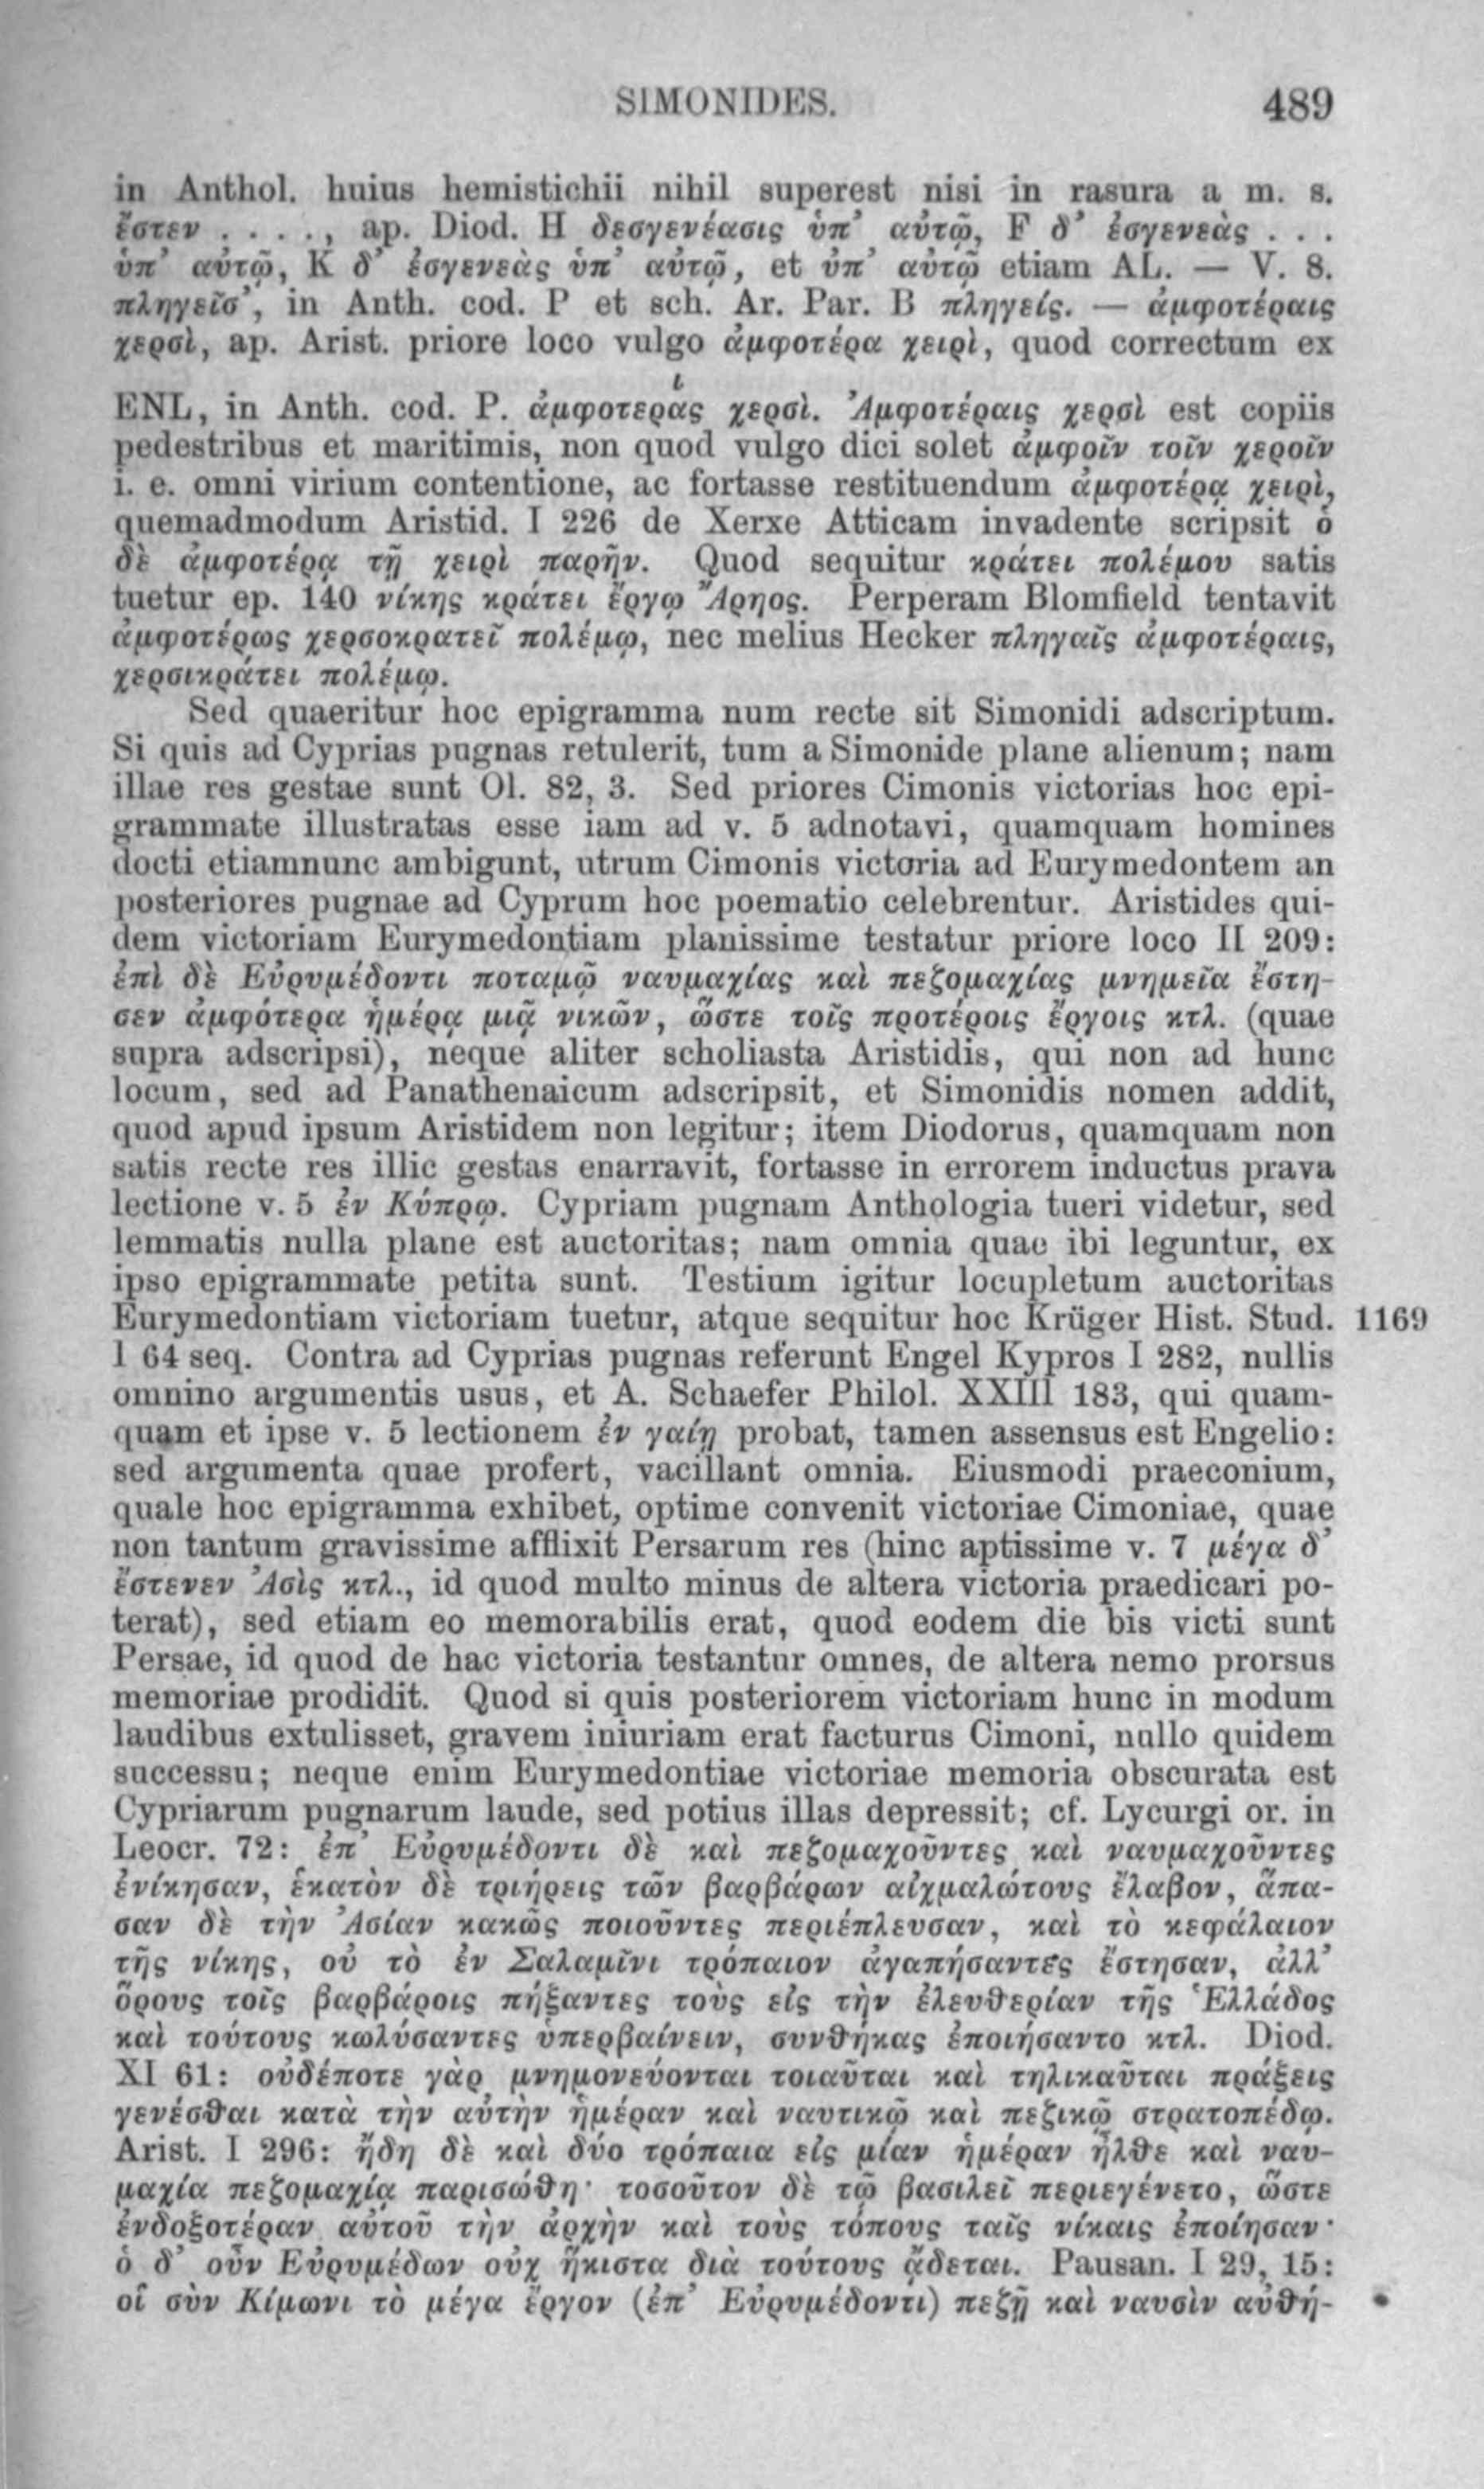 SIMONIDES. 489
in Anthol. huius hemistichii nihil superest nisi in rasura a m. s.
ἔστεν . . . ., ap. Diod. H δεσγενέασις ὑπ’ αὐτῷ, F δ’ ἐσγενεὰς . . .
ὑπ’ αὐτῷ, K δ’ ἐσγενεὰς ὑπ’ αὐτῷ, et ὑπ’ αὐτῷ etiam AL. — V. 8.
πληγεῖσ’, in Anth. cod. P et sch. Ar. Par. B πληγείς. — ἀμφοτέραις
χερσὶ, ap. Arist. priore loco vulgo ἀμφοτέρα χειρὶ, quod correctum ex
ι
ENL, in Anth. cod. P. ἀμφοτερας χερσὶ. Ἀμφοτέραις χερσὶ est copiis
pedestribus et maritimis, non quod vulgo dici solet ἀμφοῖν τοῖν χεροῖν
i. e. omni virium contentione, ac fortasse restituendum ἀμφοτέρᾳ χειρὶ,
quemadmodum Aristid. I 226 de Xerxe Atticam invadente scripsit ὁ
δὲ ἀμφοτέρᾳ τῇ χειρὶ παρῆν. Quod sequitur κράτει πολέμου satis
tuetur ep. 140 νίκης κράτει ἔργῳ Ἄρηος. Perperam Blomfield tentavit
ἀμφοτέρως χερσοκρατεῖ πολέμῳ, nec melius Hecker πληγαῖς ἀμφοτέραις,
χερσικράτει πολέμῳ.
Sed quaeritur hoc epigramma num recte sit Simonidi adscriptum.
Si quis ad Cyprias pugnas retulerit, tum a Simonide plane alienum; nam
illae res gestae sunt Ol. 82, 3. Sed priores Cimonis victorias hoc epi-
grammate illustratas esse iam ad v. 5 adnotavi, quamquam homines
docti etiamnunc ambigunt, utrum Cimonis victoria ad Eurymedontem an
posteriores pugnae ad Cyprum hoc poematio celebrentur. Aristides qui-
dem victoriam Eurymedontiam planissime testatur priore loco II 209:
ἐπὶ δὲ Εὐρυμέδοντι ποταμῷ ναυμαχίας καὶ πεζομαχίας μνημεῖα ἔστη-
σεν ἀμφότερα ἡμέρᾳ μιᾷ νικῶν, ὥστε τοῖς προτέροις ἔργοις κτλ. (quae
supra adscripsi), neque aliter scholiasta Aristidis, qui non ad hunc
locum, sed ad Panathenaicum adscripsit, et Simonidis nomen addit,
quod apud ipsum Aristidem non legitur; item Diodorus, quamquam non
satis recte res illic gestas enarravit, fortasse in errorem inductus prava
lectione v. 5 ἐν Κύπρῳ. Cypriam pugnam Anthologia tueri videtur, sed
lemmatis nulla plane est auctoritas; nam omnia quae ibi leguntur, ex
ipso epigrammate petita sunt. Testium igitur locupletum auctoritas
Eurymedontiam victoriam tuetur, atque sequitur hoc Krüger Hist. Stud. 1169
I 64 seq. Contra ad Cyprias pugnas referunt Engel Kypros I 282, nullis
omnino argumentis usus, et A. Schaefer Philol. XXIII 183, qui quam-
quam et ipse v. 5 lectionem ἐν γαίῃ probat, tamen assensus est Engelio:
sed argumenta quae profert, vacillant omnia. Eiusmodi praeconium,
quale hoc epigramma exhibet, optime convenit victoriae Cimoniae, quae
non tantum gravissime afflixit Persarum res (hinc aptissime v. 7 μέγα δ’
ἔστενεν Ἀσὶς κτλ., id quod multo minus de altera victoria praedicari po-
terat), sed etiam eo memorabilis erat, quod eodem die bis victi sunt
Persae, id quod de hac victoria testantur omnes, de altera nemo prorsus
memoriae prodidit. Quod si quis posteriorem victoriam hunc in modum
laudibus extulisset, gravem iniuriam erat facturus Cimoni, nullo quidem
successu; neque enim Eurymedontiae victoriae memoria obscurata est
Cypriarum pugnarum laude, sed potius illas depressit; cf. Lycurgi or. in
Leocr. 72: ἐπ’ Εὐρυμέδοντι δὲ καὶ πεζομαχοῦντες καὶ ναυμαχοῦντες
ἐνίκησαν, ἑκατὸν δὲ τριήρεις τῶν βαρβάρων αἰχμαλώτους ἔλαβον, ἅπα-
σαν δὲ τὴν Ἀσίαν κακῶς ποιοῦντες περιέπλευσαν, καὶ τὸ κεφάλαιον
τῆς νίκης, οὐ τὸ ἐν Σαλαμῖνι τρόπαιον ἀγαπήσαντες ἔστησαν, ἀλλ’
ὅρους τοῖς βαρβάροις πήξαντες τοὺς εἰς τὴν ἐλευθερίαν τῆς Ἑλλάδος
καὶ τούτους κωλύσαντες ὑπερβαίνειν, συνθήκας ἐποιήσαντο κτλ. Diod.
XI 61: οὐδέποτε γὰρ μνημονεύονται τοιαῦται καὶ τηλικαῦται πράξεις
γενέσθαι κατὰ τὴν αὐτὴν ἡμέραν καὶ ναυτικῷ καὶ πεζικῷ στρατοπέδῳ.
Arist. I 296: ἤδη δὲ καὶ δύο τρόπαια εἰς μίαν ἡμέραν ἦλθε καὶ ναυ-
μαχία πεζομαχίᾳ παρισώθη· τοσοῦτον δὲ τῷ βασιλεῖ περιεγένετο, ὥστε
ἐνδοξοτέραν αὐτοῦ τὴν ἀρχὴν καὶ τοὺς τόπους ταῖς νίκαις ἐποίησαν·
ὁ δ’ οὖν Εὐρυμέδων οὐχ ἥκιστα διὰ τούτους ᾄδεται. Pausan. I 29, 15:
οἳ σὺν Κίμωνι τὸ μέγα ἔργον (ἐπ’ Εὐρυμέδοντι) πεζῇ καὶ ναυσὶν αὐθή-